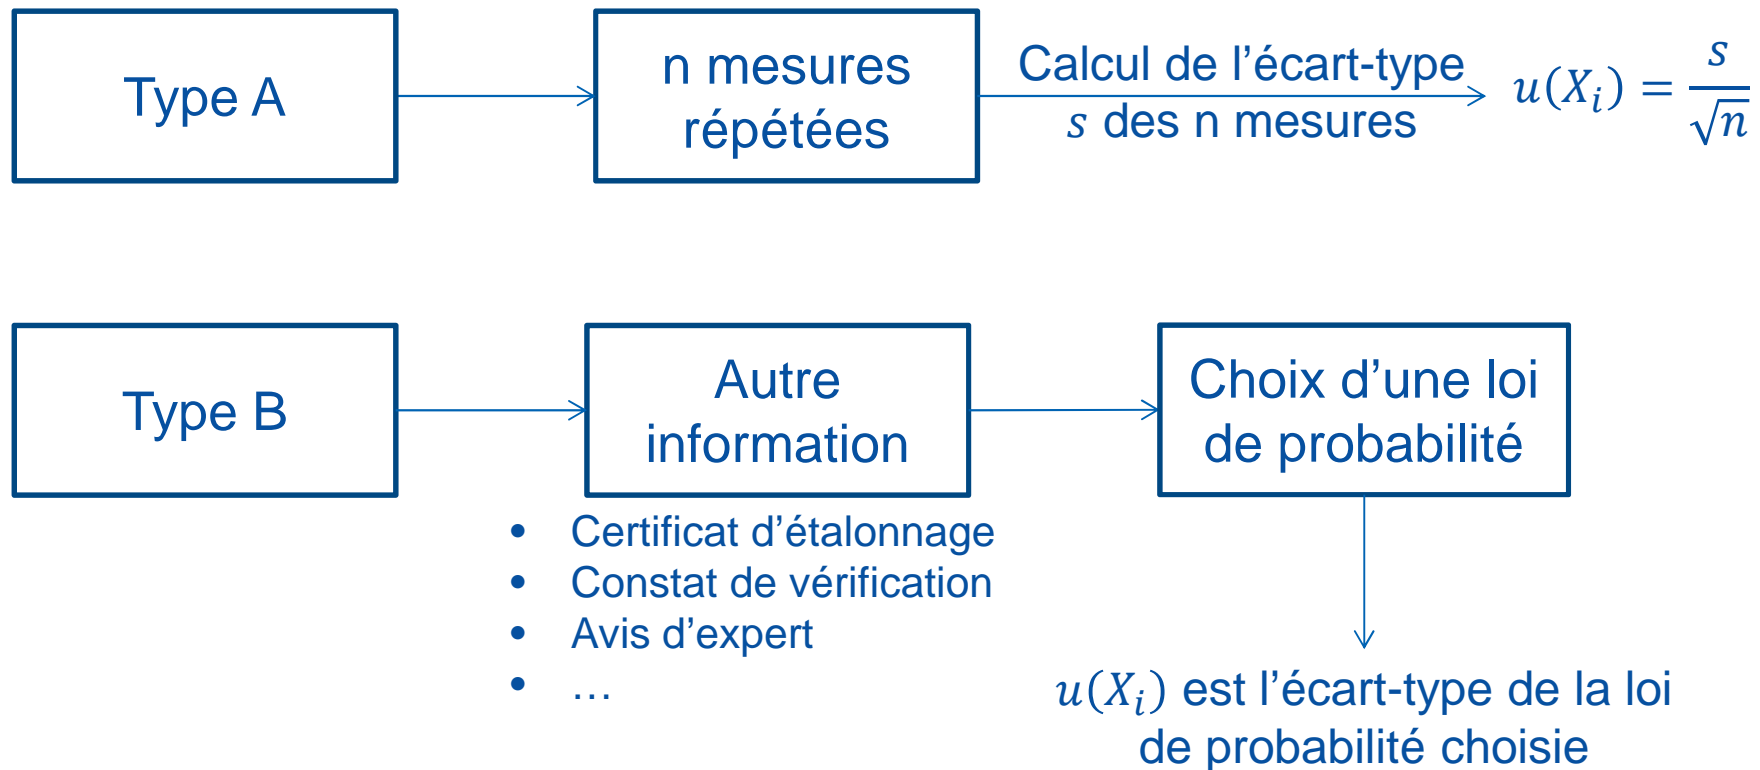 Type A
n mesures
répétées
Calcul de l'écart-type
s des n mesures
u(Xᵢ) = s/√n
Type B
Autre
information
Choix d'une loi
de probabilité
• Certificat d'étalonnage
• Constat de vérification
• Avis d'expert
• …
u(Xᵢ) est l'écart-type de la loi
de probabilité choisie